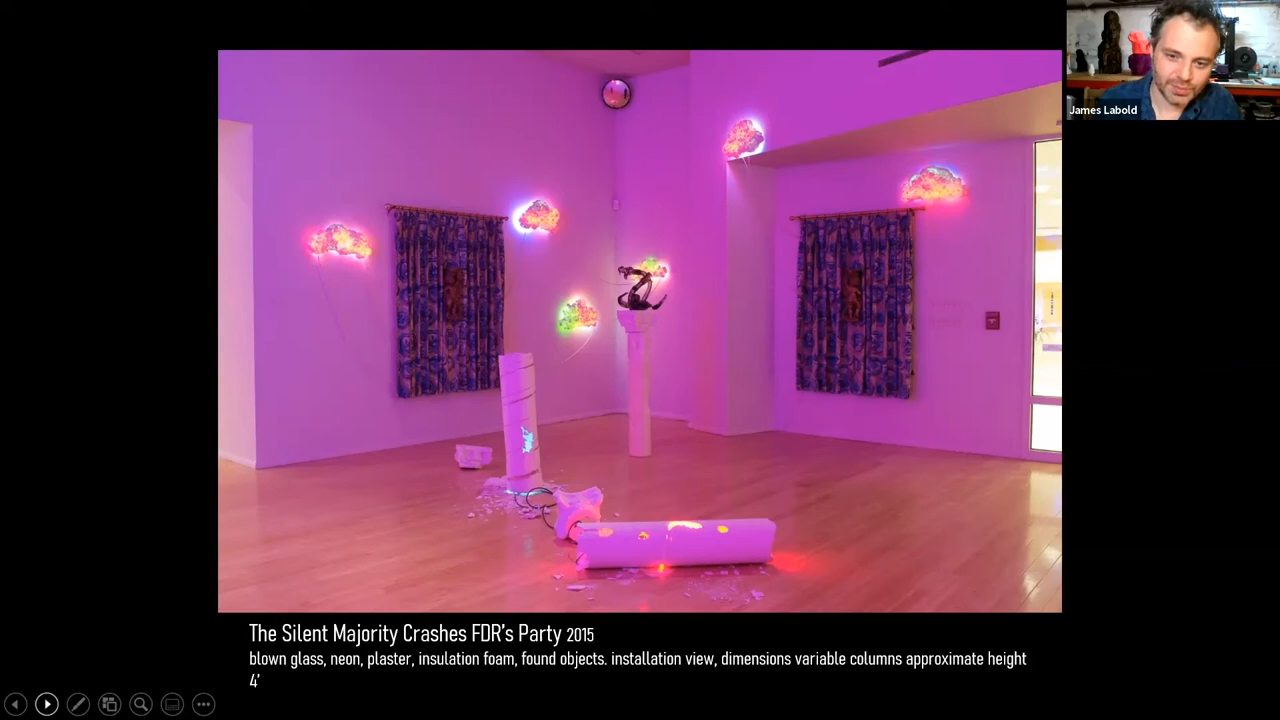 James Labold
The Silent Majority Crashes FDR's Party 2015
blown glass, neon, plaster, insulation foam, found objects. installation view, dimensions variable columns approximate height
4'